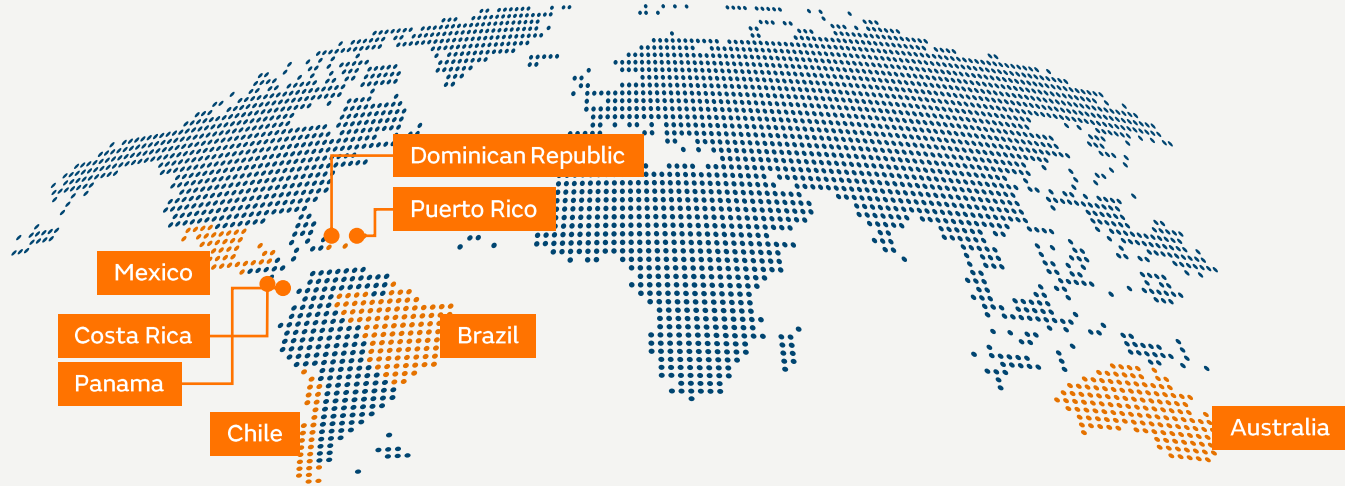 Dominican Republic
Puerto Rico
Mexico
Costa Rica
Brazil
Panama
Chile
Australia